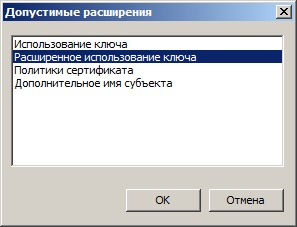 Допустимые расширения
Использование ключа
Расширенное использование ключа
Политики сертификата
Дополнительное имя субъекта
OK
Отмена